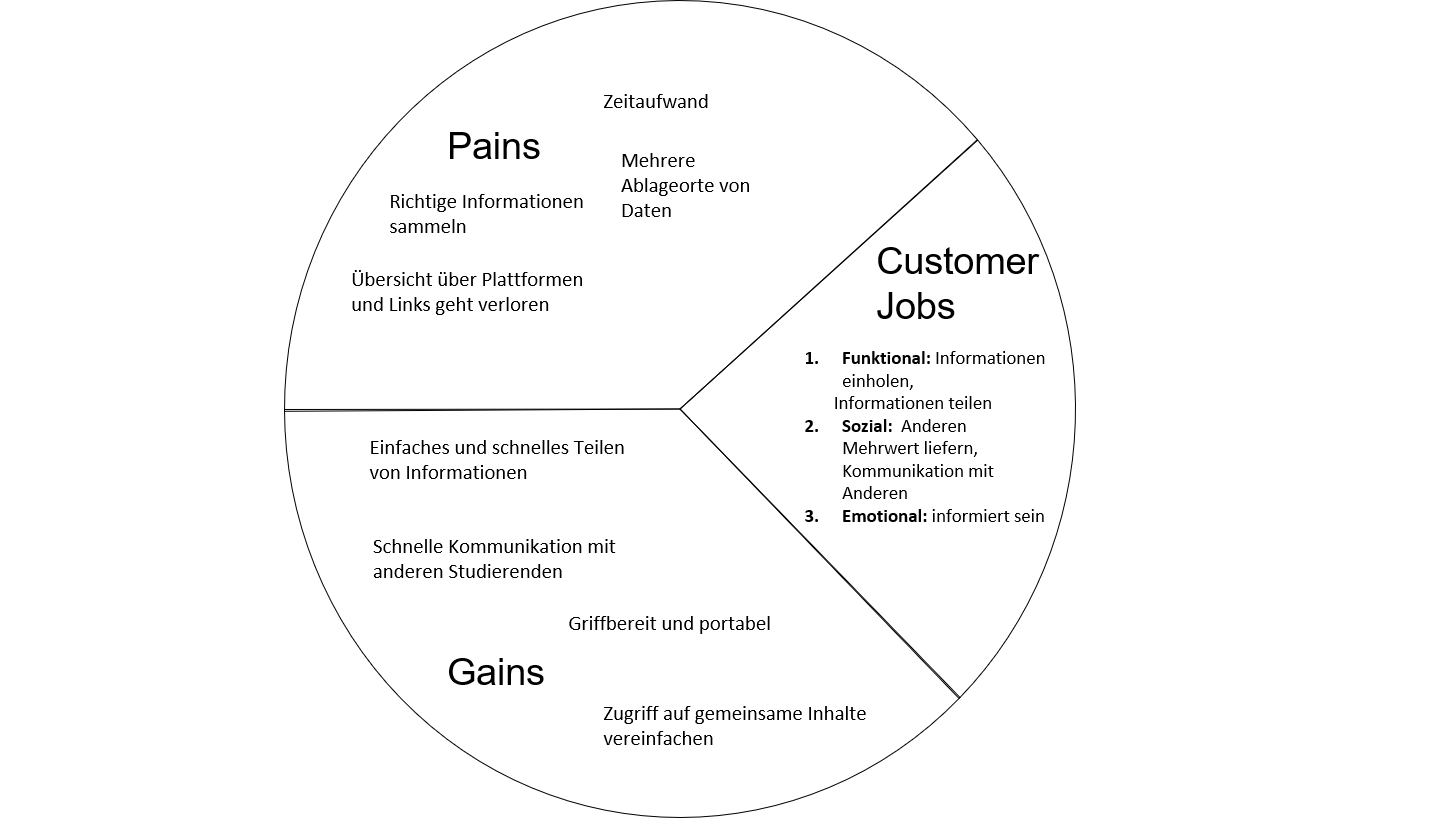 Zeitaufwand
Pains
Mehrere
Ablageorte von
Daten
Richtige Informationen
sammeln
Übersicht über Plattformen
und Links geht verloren
Customer
Jobs
1. Funktional: Informationen
einholen,
Informationen teilen
2. Sozial: Anderen
Mehrwert liefern,
Kommunikation mit
Anderen
3. Emotional: informiert sein
Einfaches und schnelles Teilen
von Informationen
Schnelle Kommunikation mit
anderen Studierenden
Griffbereit und portabel
Gains
Zugriff auf gemeinsame Inhalte
vereinfachen